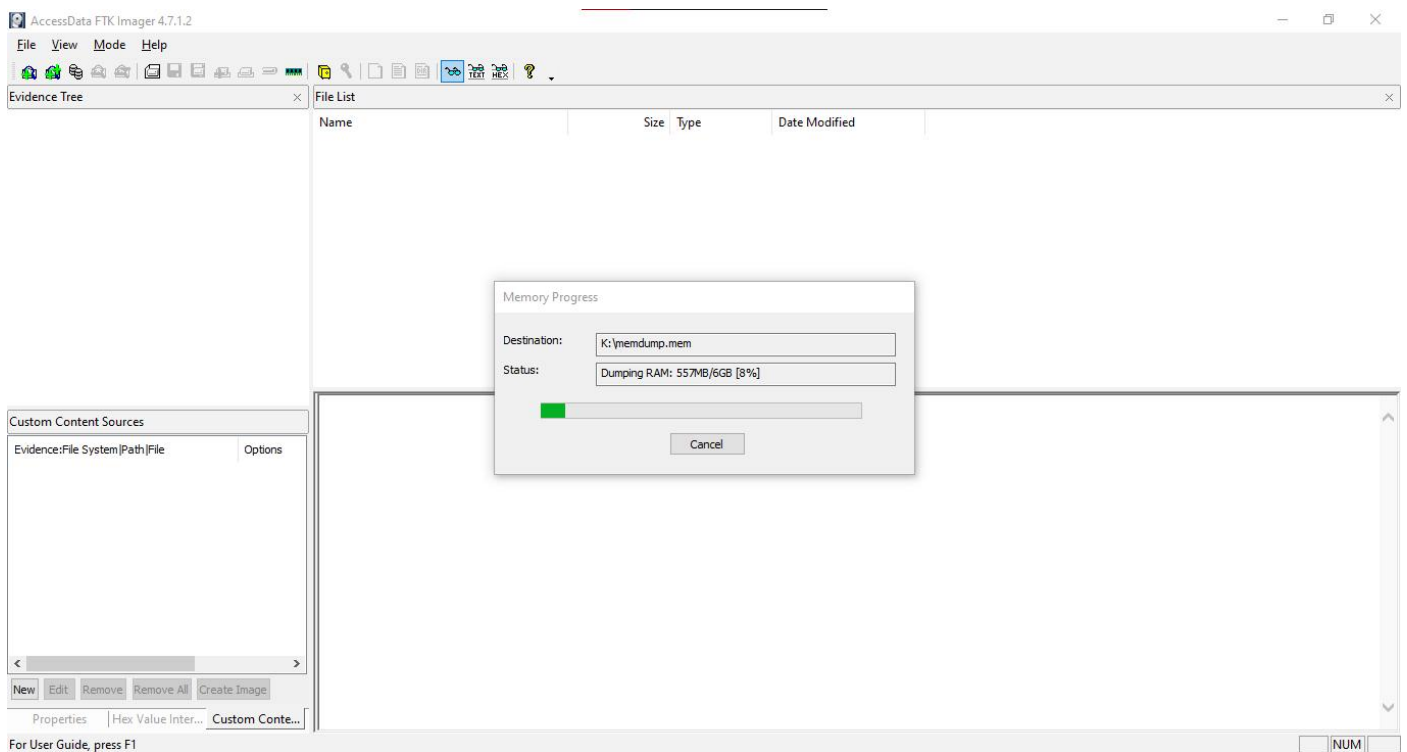 AccessData FTK Imager 4.7.1.2
File View Mode Help
TEXT HEX
Evidence Tree
File List
Name Size Type Date Modified
Memory Progress
Destination: K:\memdump.mem
Status: Dumping RAM: 557MB/6GB [8%]
Cancel
Custom Content Sources
Evidence:File System|Path|File Options
New Edit Remove Remove All Create Image
Properties Hex Value Inter... Custom Conte...
For User Guide, press F1 NUM